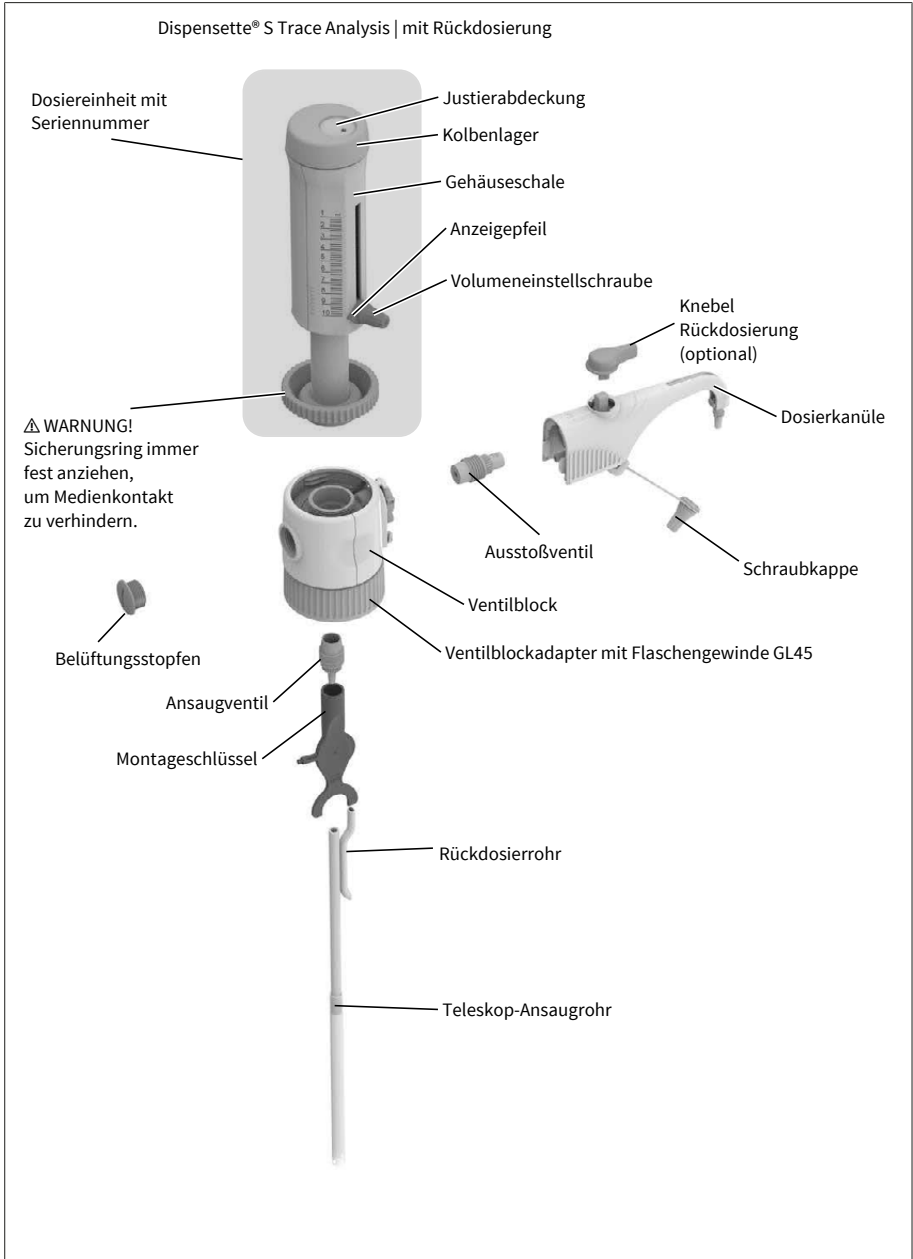 Dispensette® S Trace Analysis | mit Rückdosierung
Dosiereinheit mit
Seriennummer
Justierabdeckung
Kolbenlager
Gehäuseschale
Anzeigepfeil
Volumeneinstellschraube
Knebel
Rückdosierung
(optional)
Dosierkanüle
⚠ WARNUNG!
Sicherungsring immer
fest anziehen,
um Medienkontakt
zu verhindern.
Ausstoßventil
Schraubkappe
Ventilblock
Belüftungsstopfen
Ventilblockadapter mit Flaschengewinde GL45
Ansaugventil
Montageschlüssel
Rückdosierrohr
Teleskop-Ansaugrohr